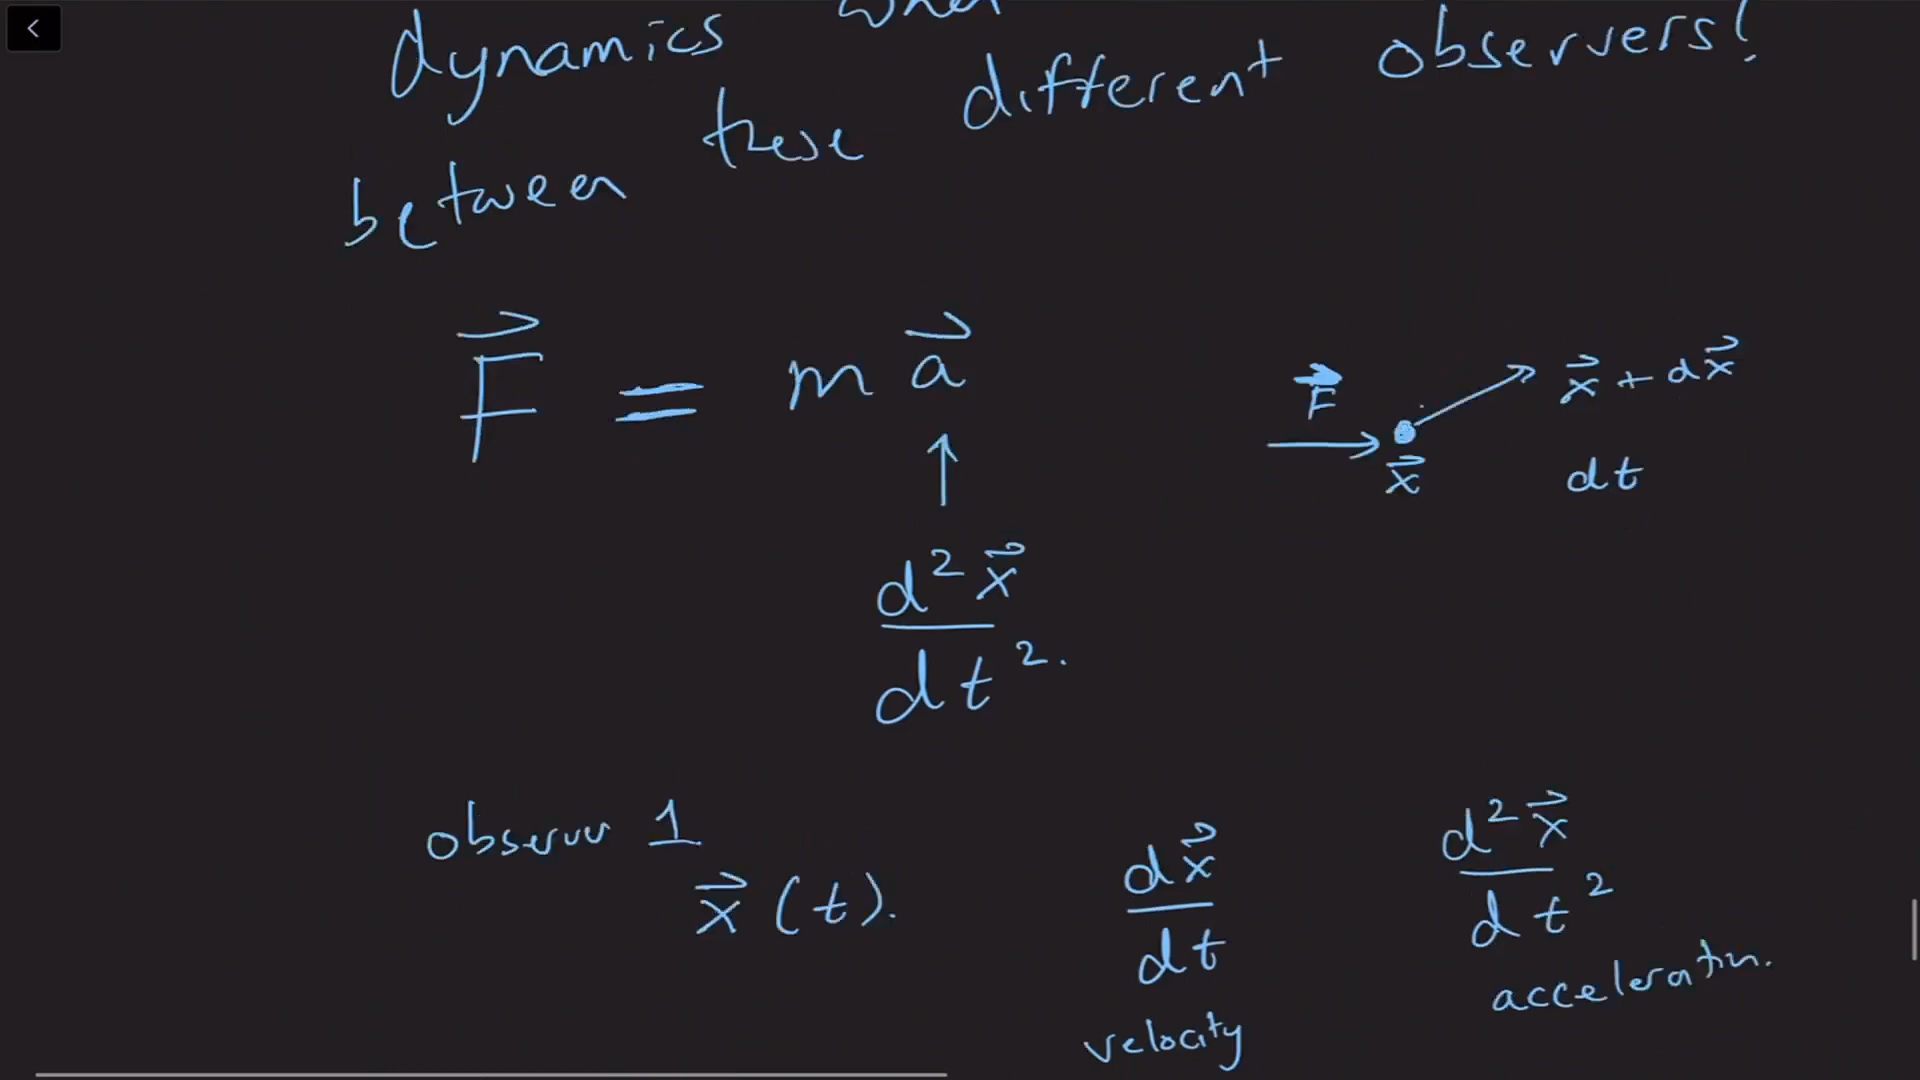 dynamics
these different observers!
between
F⃗ = m a⃗
F⃗
x⃗ + dx⃗
x⃗
dt
d²x⃗
dt².
observer 1
x⃗ (t).
dx⃗
dt
velocity
d²x⃗
dt²
acceleration.